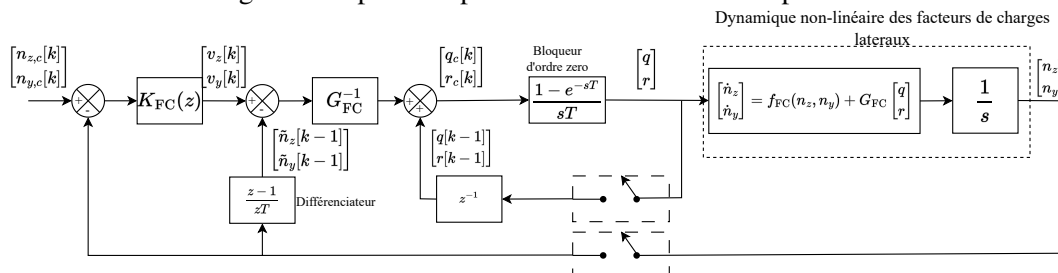 Dynamique non-linéaire des facteurs de charges
lateraux
[n_{z,c}[k]
n_{y,c}[k]]
+
-
K_FC(z)
[v_z[k]
v_y[k]]
+
-
G_FC^{-1}
+
+
[q_c[k]
r_c[k]]
Bloqueur
d'ordre zero
1 − e^{−sT}
sT
[q
r]
[ṅ_z
ṅ_y] = f_FC(n_z, n_y) + G_FC [q
r]
1
s
[n_z
n_y
[ñ_z[k−1]
ñ_y[k−1]]
[q[k−1]
r[k−1]]
z − 1
zT
Différenciateur
z^{−1}